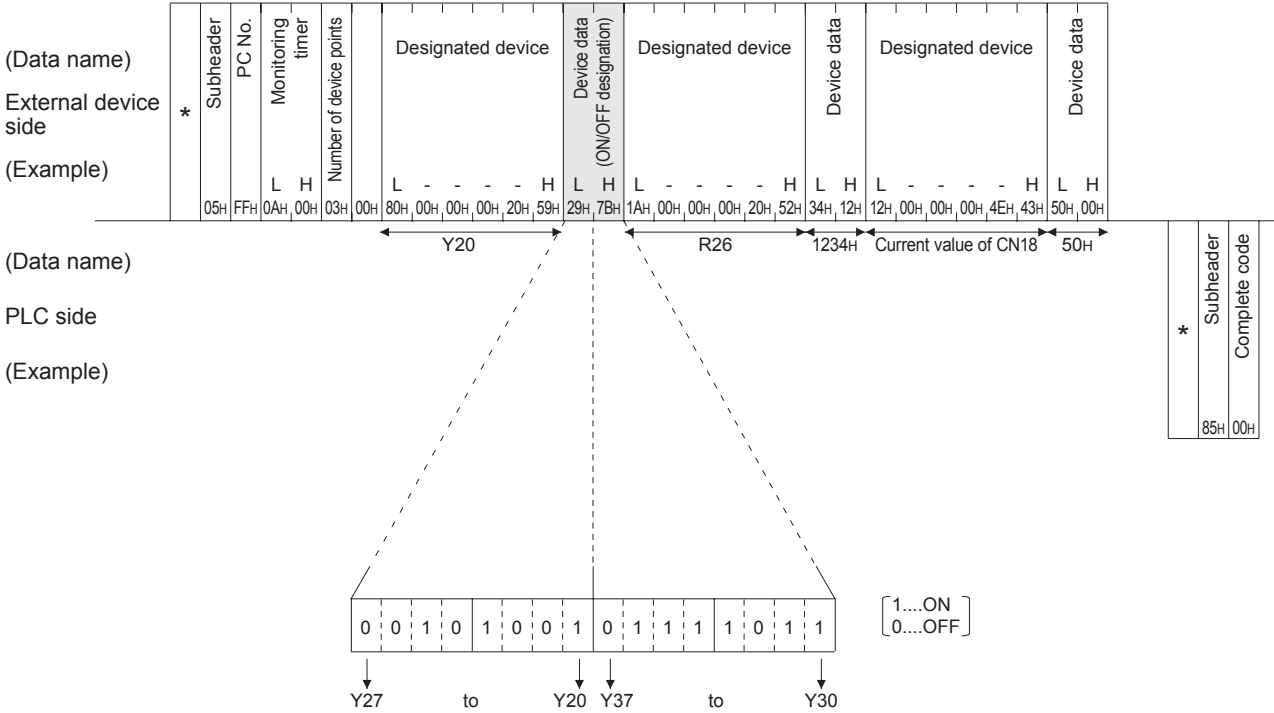 (Data name)
External device
side
(Example)
*
Subheader
PC No.
Monitoring
timer
Number of device points
Designated device
Device data
(ON/OFF designation)
Designated device
Device data
Designated device
Device data
L H L - - - - H L H L - - - - H L H L - - - - H L H
05H FFH 0AH 00H 03H 00H 80H 00H 00H 00H 20H 59H 29H 7BH 1AH 00H 00H 00H 20H 52H 34H 12H 12H 00H 00H 00H 4EH 43H 50H 00H
Y20 R26 1234H Current value of CN18 50H
(Data name)
PLC side
(Example)
*
Subheader
Complete code
85H 00H
0 0 1 0 1 0 0 1 0 1 1 1 1 0 1 1
1....ON
0....OFF
Y27 to Y20 Y37 to Y30